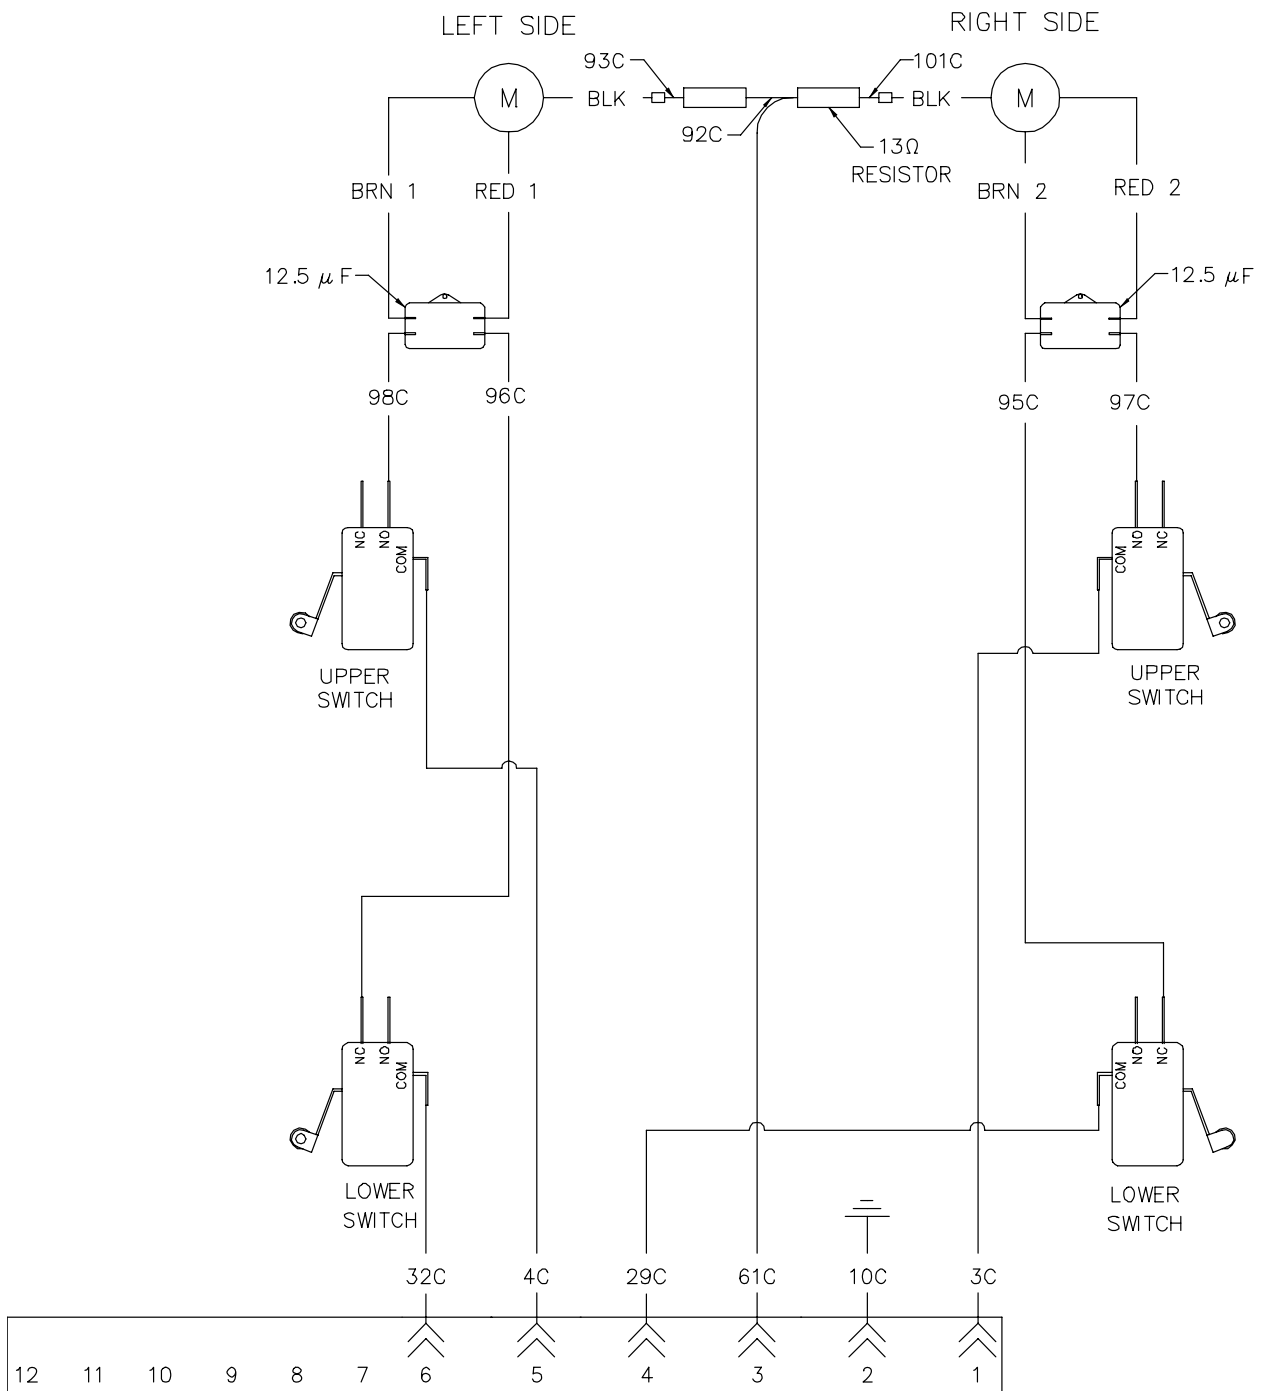 LEFT SIDE
RIGHT SIDE
93C
101C
M
BLK
BLK
M
92C
13Ω
RESISTOR
BRN 1
RED 1
BRN 2
RED 2
12.5 µF
12.5 µF
98C
96C
95C
97C
NC
NO
COM
COM
NO
NC
UPPER
SWITCH
UPPER
SWITCH
NC
NO
COM
COM
NO
NC
LOWER
SWITCH
LOWER
SWITCH
32C
4C
29C
61C
10C
3C
12 11 10 9 8 7 6 5 4 3 2 1